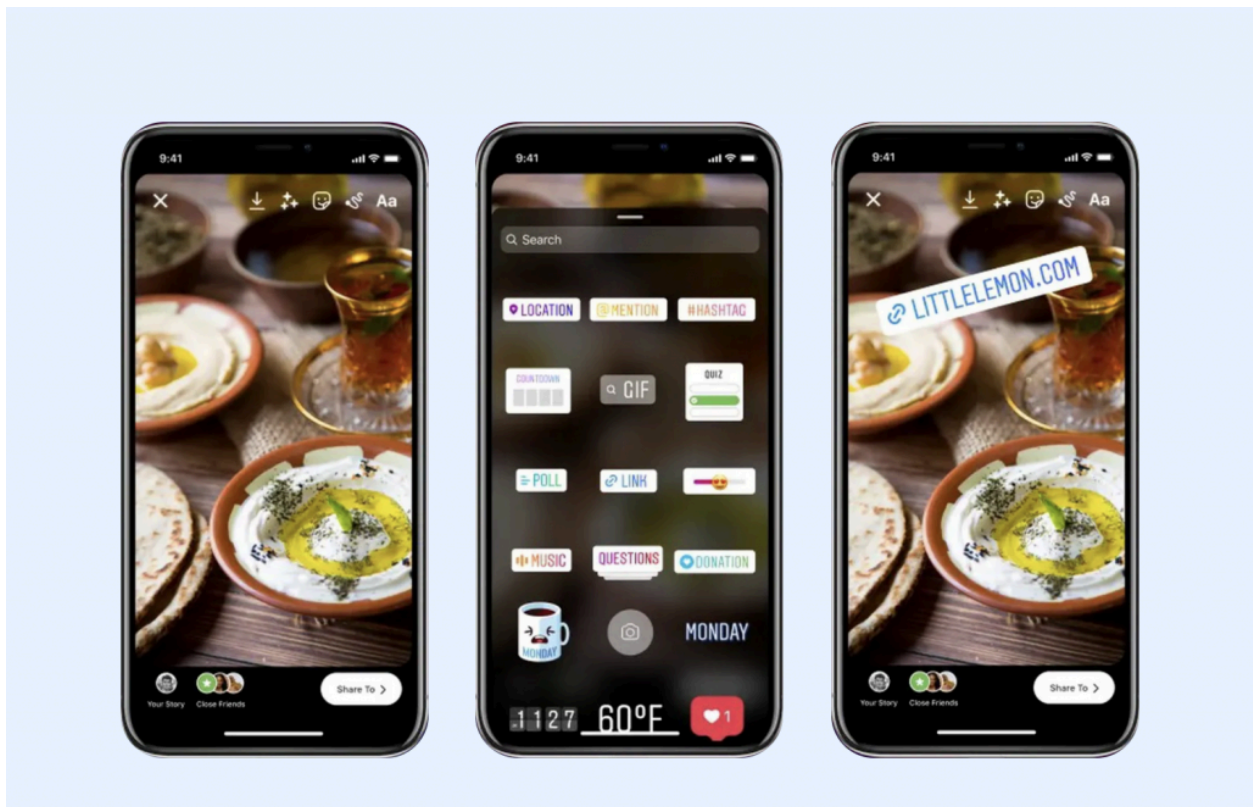 9:41
Aa
Your Story
Close Friends
Share To
9:41
Search
LOCATION
@MENTION
#HASHTAG
COUNTDOWN
GIF
QUIZ
POLL
LINK
MUSIC
QUESTIONS
DONATION
MONDAY
MONDAY
1127
60°F
1
9:41
Aa
LITTLELEMON.COM
Your Story
Close Friends
Share To